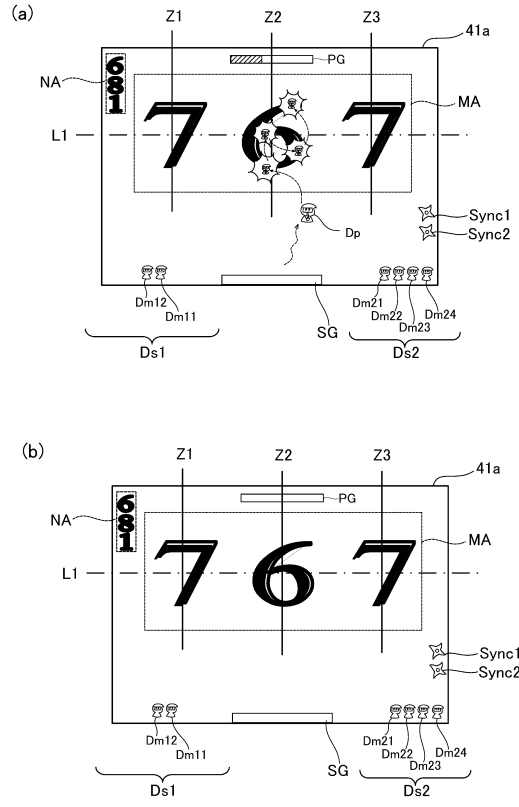 (a)
Z1 Z2 Z3
41a
NA
681
PG
MA
L1
7 6 7
Dp
Sync1
Sync2
Dm12 Dm11
Dm21 Dm22 Dm23 Dm24
SG
Ds1 Ds2
(b)
Z1 Z2 Z3
41a
NA
681
PG
MA
L1
7 6 7
Sync1
Sync2
Dm12 Dm11
Dm21 Dm22 Dm23 Dm24
SG
Ds1 Ds2